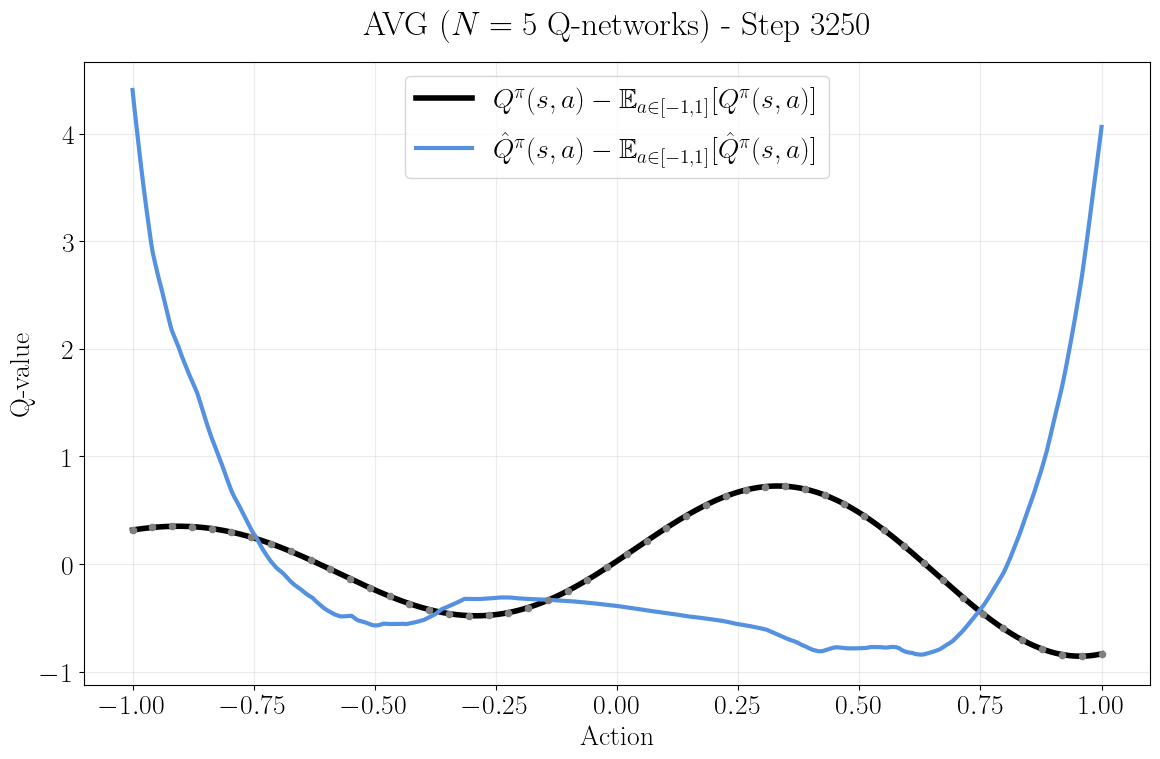 AVG (N = 5 Q-networks) - Step 3250
Q^π(s, a) − 𝔼_{a∈[−1,1]}[Q^π(s, a)]
Q̂^π(s, a) − 𝔼_{a∈[−1,1]}[Q̂^π(s, a)]
Q-value
4
3
2
1
0
−1
−1.00 −0.75 −0.50 −0.25 0.00 0.25 0.50 0.75 1.00
Action